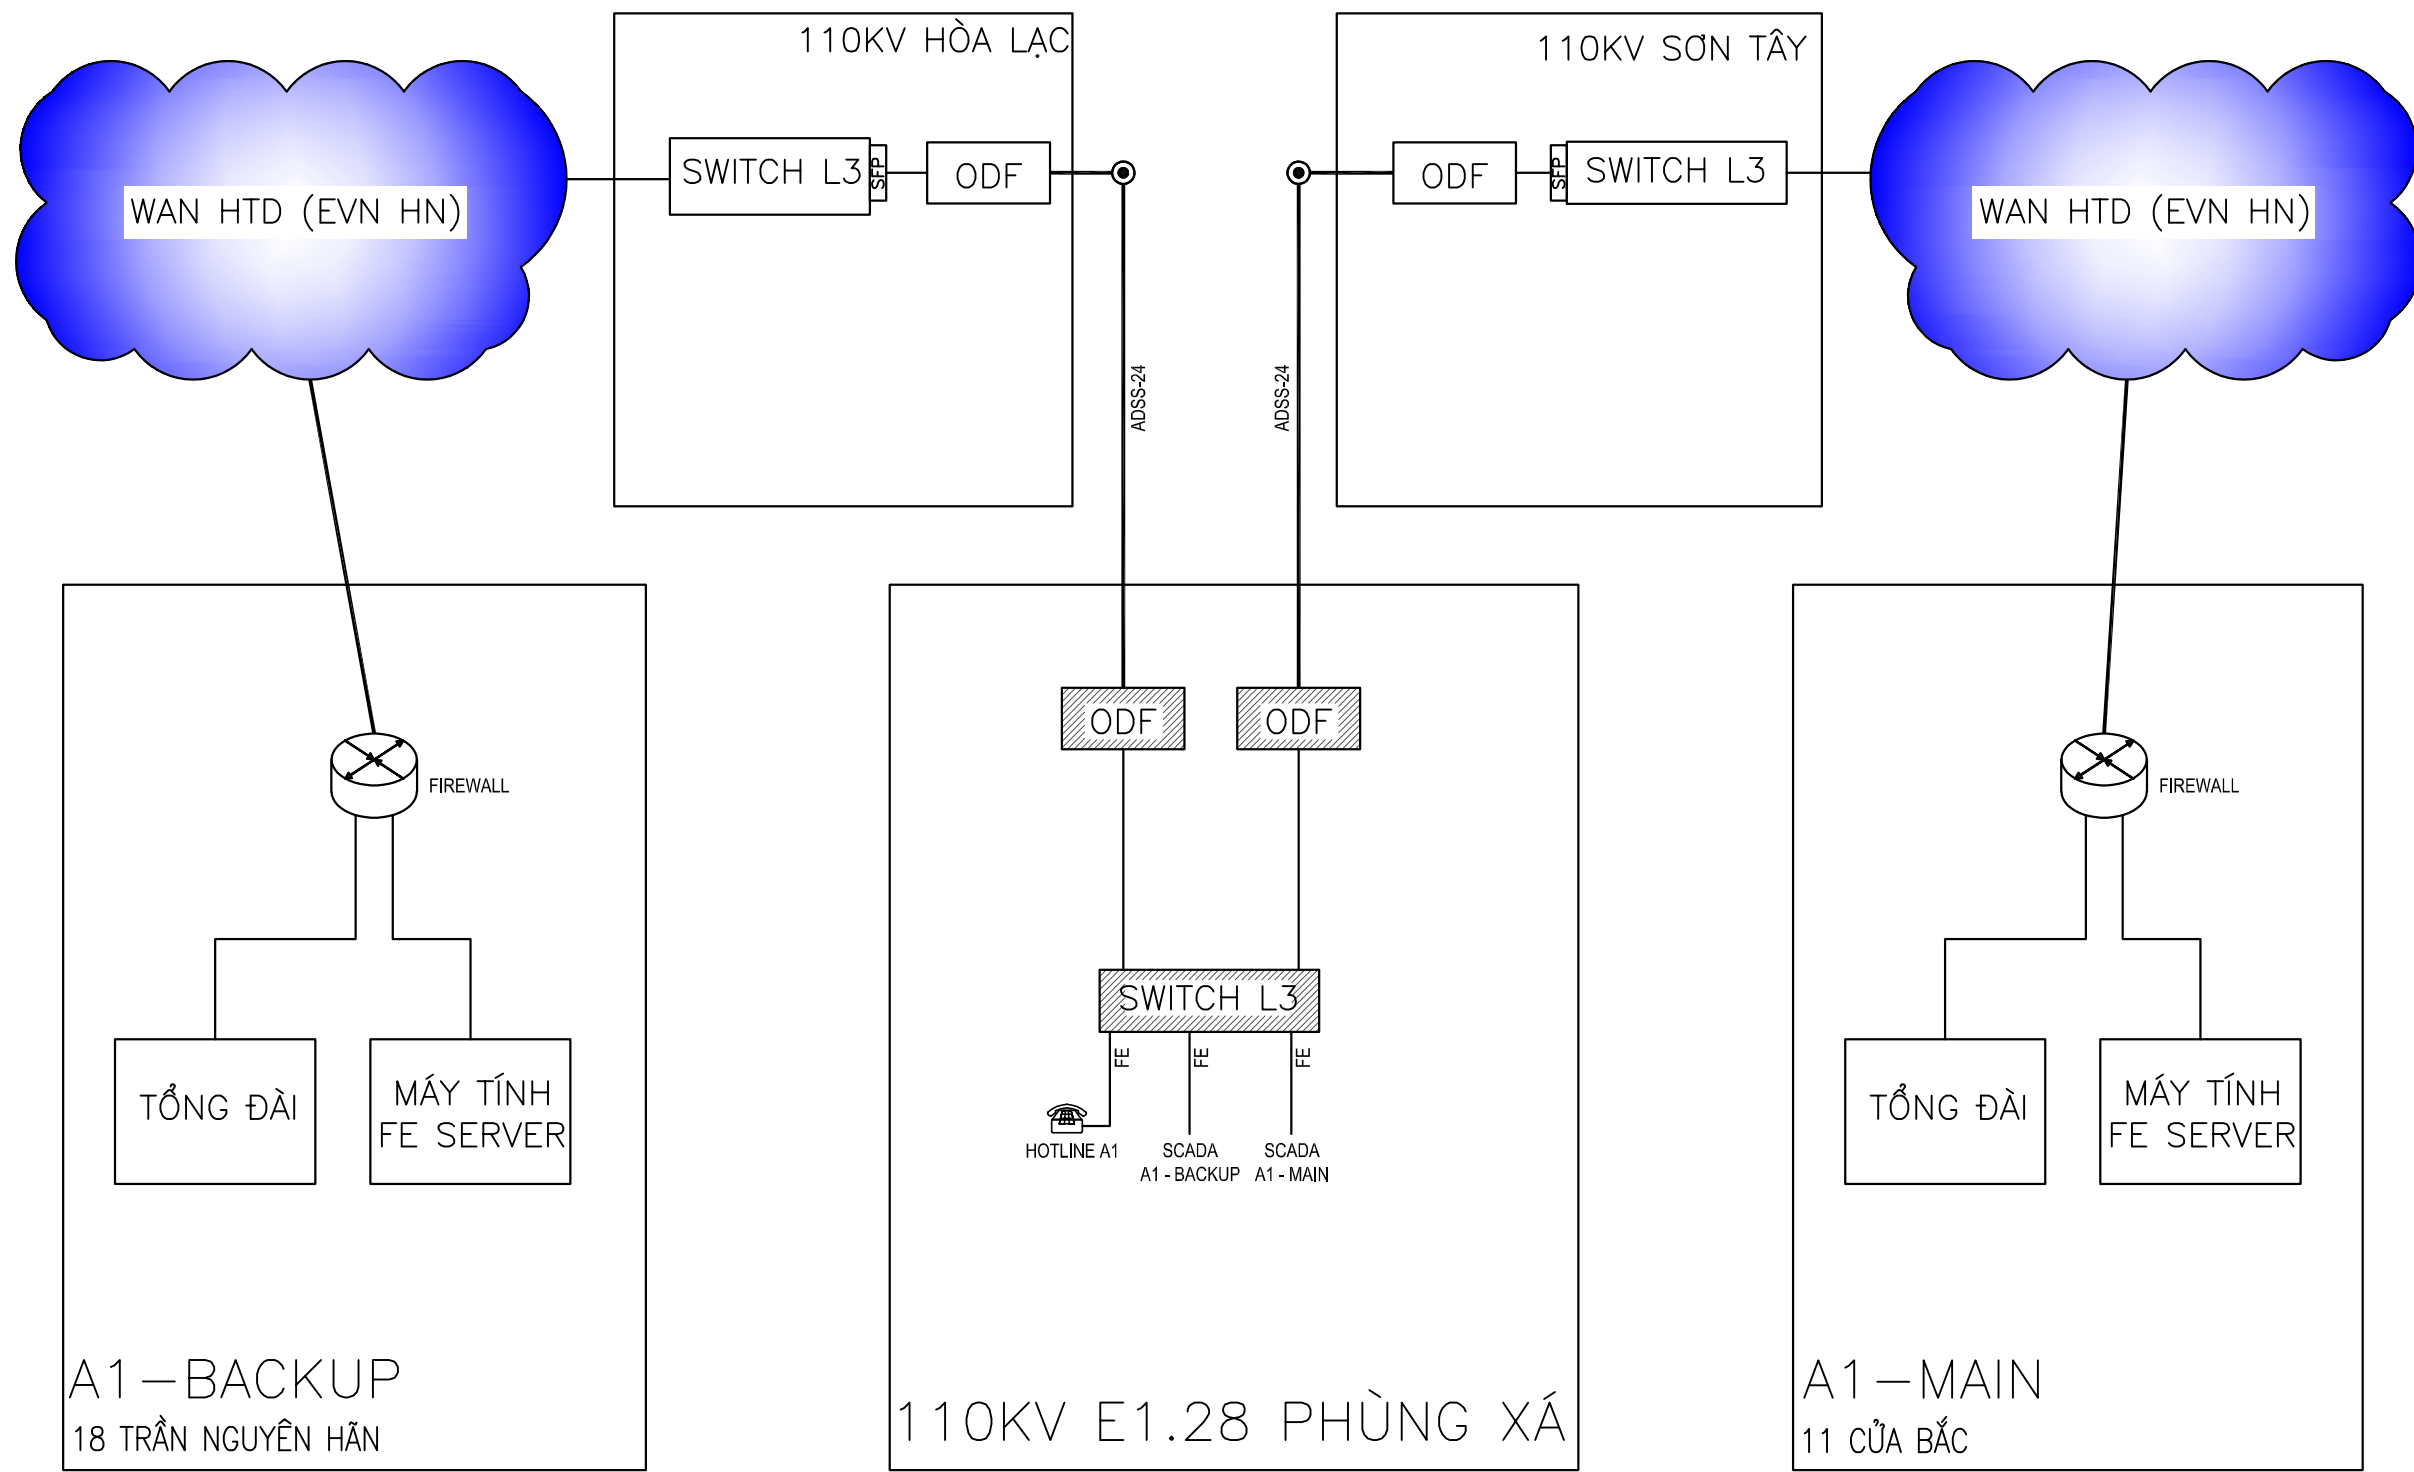 110KV HÒA LẠC
110KV SƠN TÂY
SWITCH L3
SFP
ODF
ODF
SFP
SWITCH L3
WAN HTD (EVN HN)
WAN HTD (EVN HN)
ADSS-24
ADSS-24
ODF
ODF
FIREWALL
FIREWALL
SWITCH L3
FE
FE
FE
TỔNG ĐÀI
MÁY TÍNH
FE SERVER
HOTLINE A1
SCADA
A1 - BACKUP
SCADA
A1 - MAIN
TỔNG ĐÀI
MÁY TÍNH
FE SERVER
A1-BACKUP
18 TRẦN NGUYÊN HÃN
110KV E1.28 PHÙNG XÁ
A1-MAIN
11 CỬA BẮC